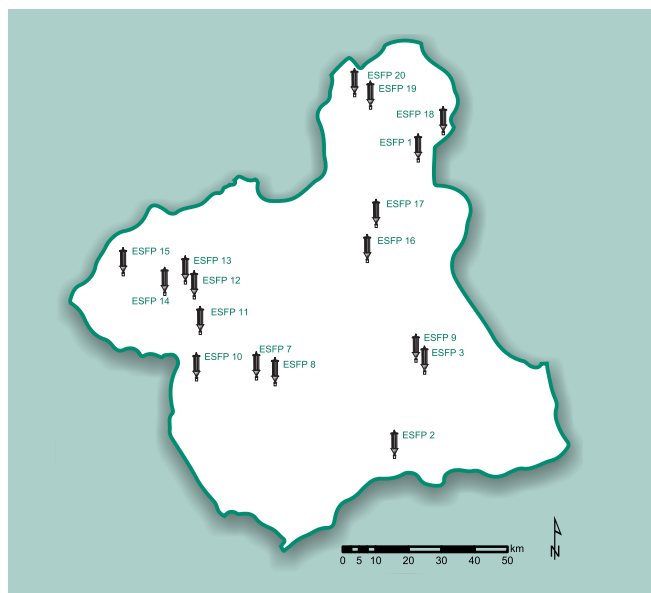 ESFP 20
ESFP 19
ESFP 18
ESFP 1
ESFP 17
ESFP 16
ESFP 15
ESFP 13
ESFP 12
ESFP 14
ESFP 11
ESFP 9
ESFP 7
ESFP 3
ESFP 10
ESFP 8
ESFP 2
km
0 5 10 20 30 40 50
N